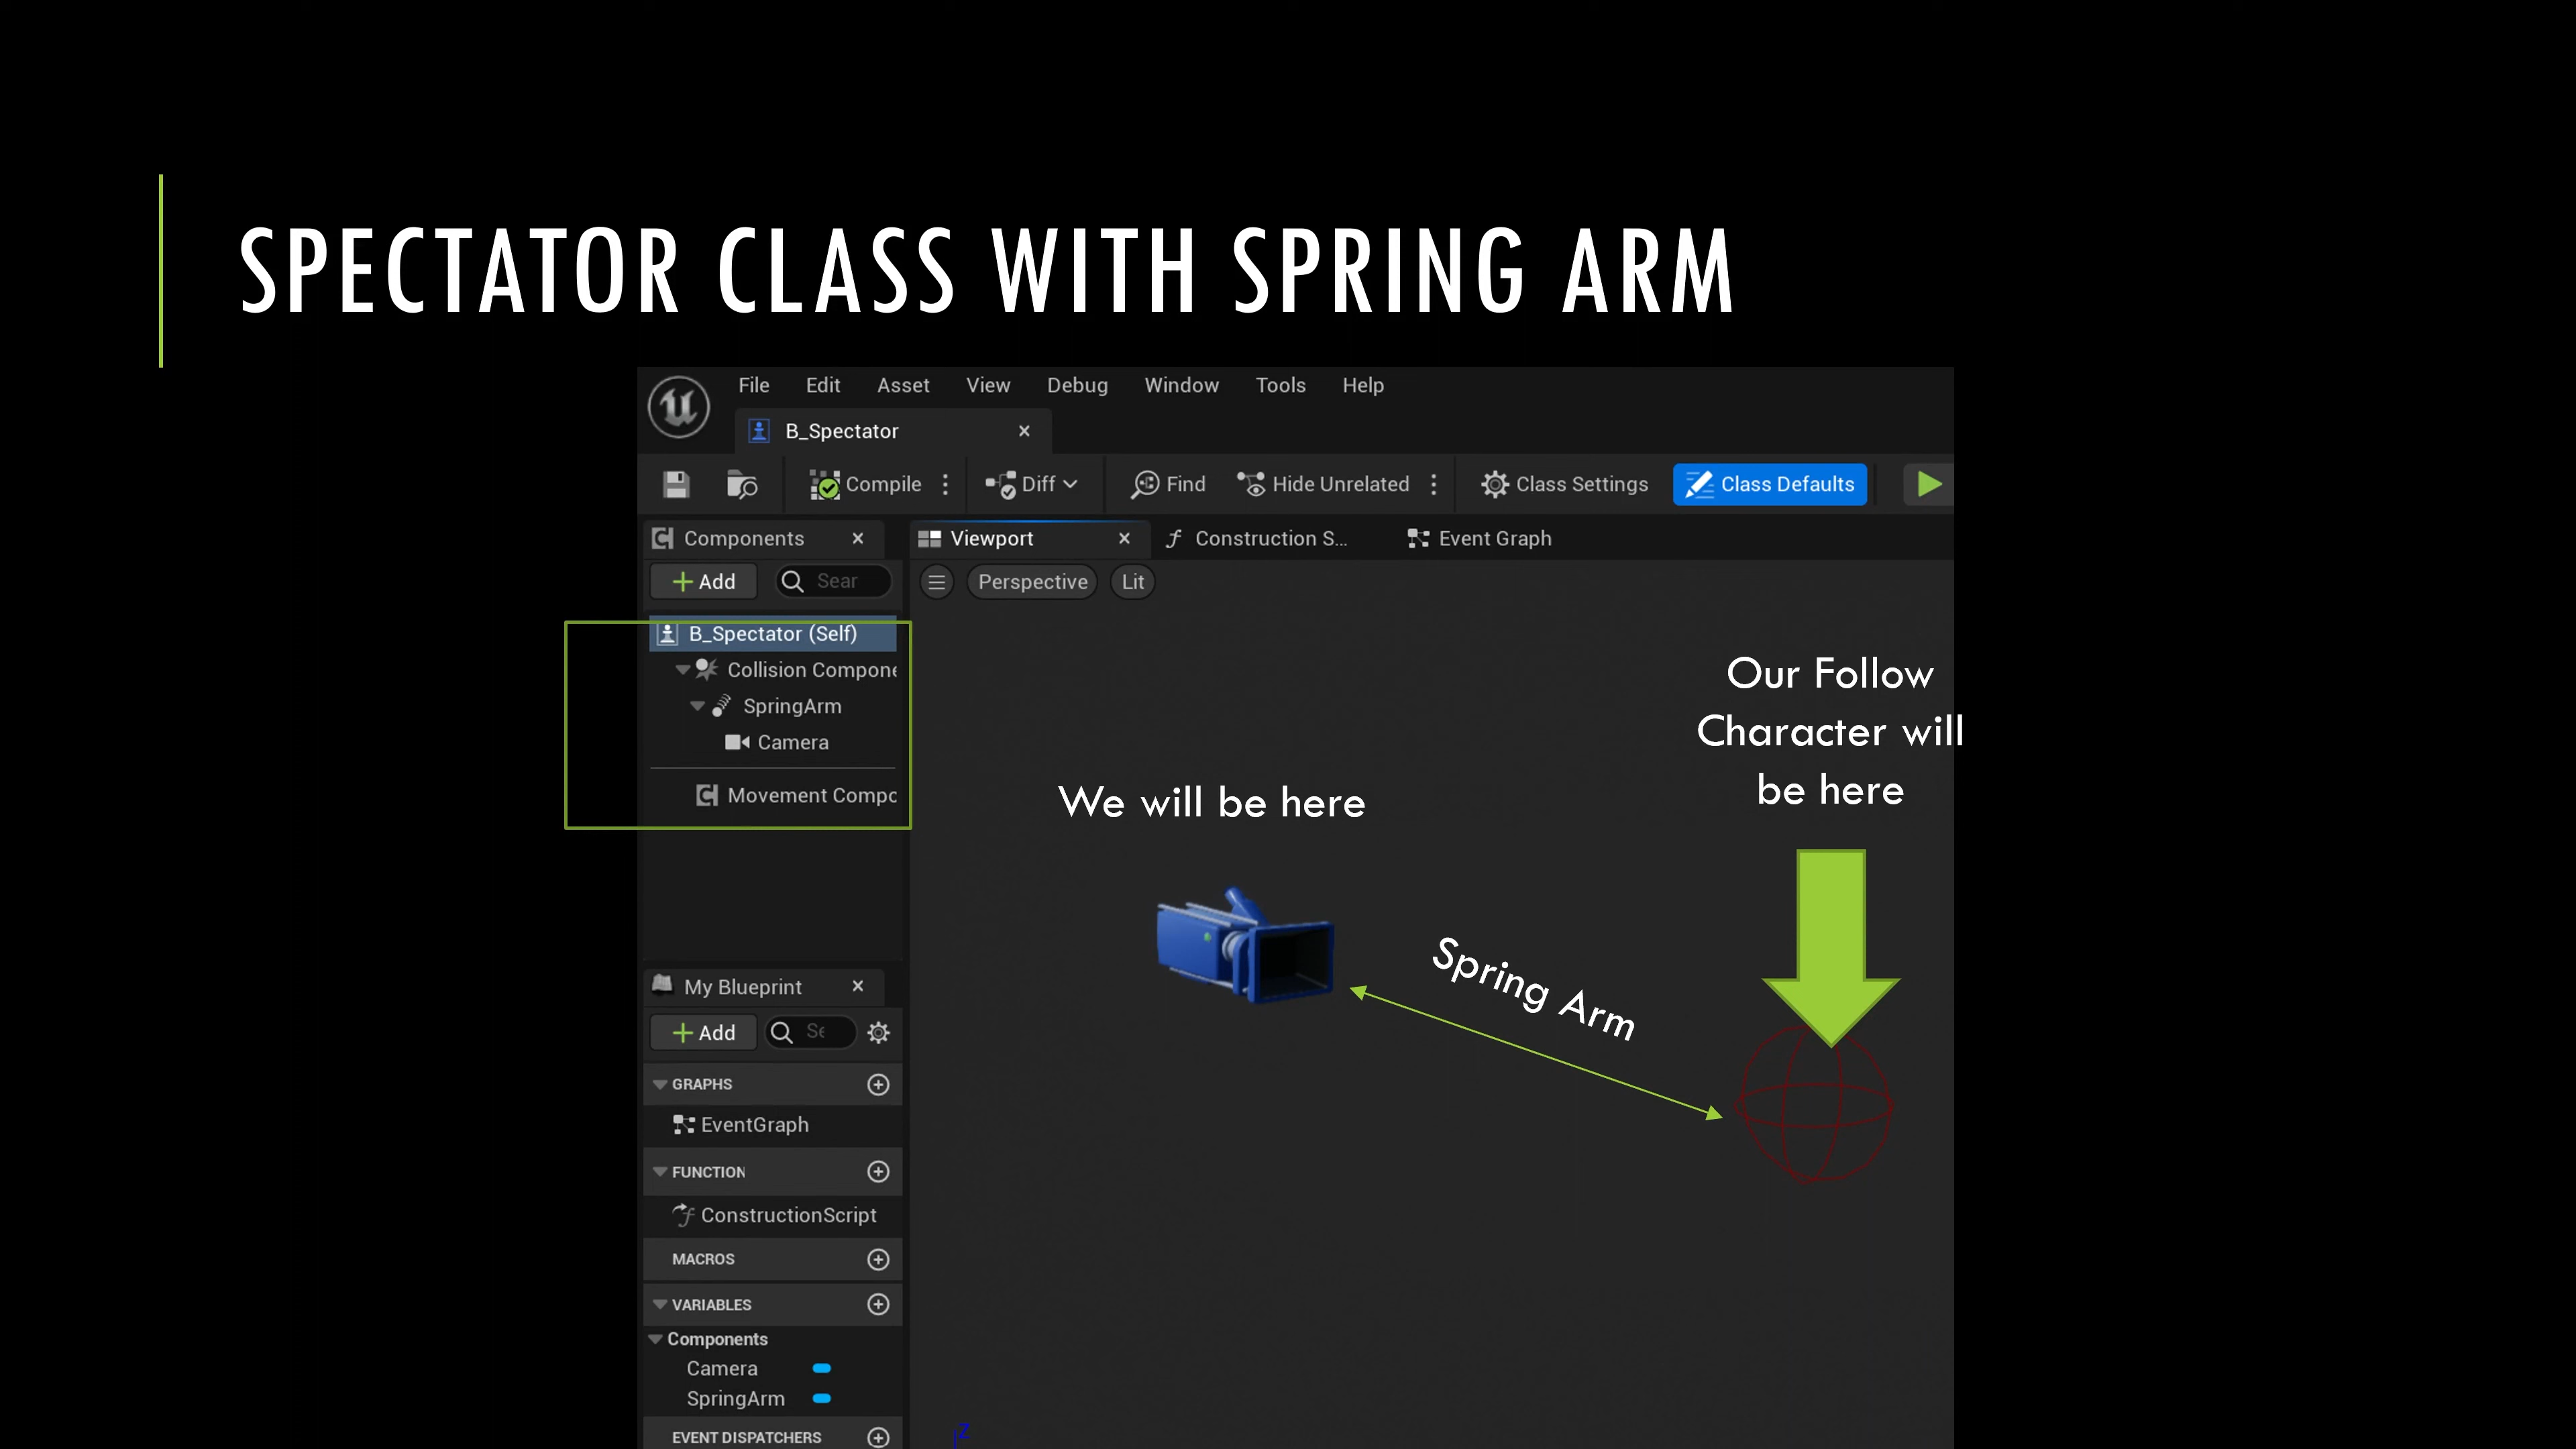 SPECTATOR CLASS WITH SPRING ARM
File Edit Asset View Debug Window Tools Help
B_Spectator
Compile Diff Find Hide Unrelated Class Settings Class Defaults
Components Viewport Construction S... Event Graph
Add Sear Perspective Lit
B_Spectator (Self)
Collision Compone
SpringArm
Camera
Movement Compo
We will be here
Our Follow
Character will
be here
Spring Arm
My Blueprint
Add Se
GRAPHS
EventGraph
FUNCTION
ConstructionScript
MACROS
VARIABLES
Components
Camera
SpringArm
EVENT DISPATCHERS
Z